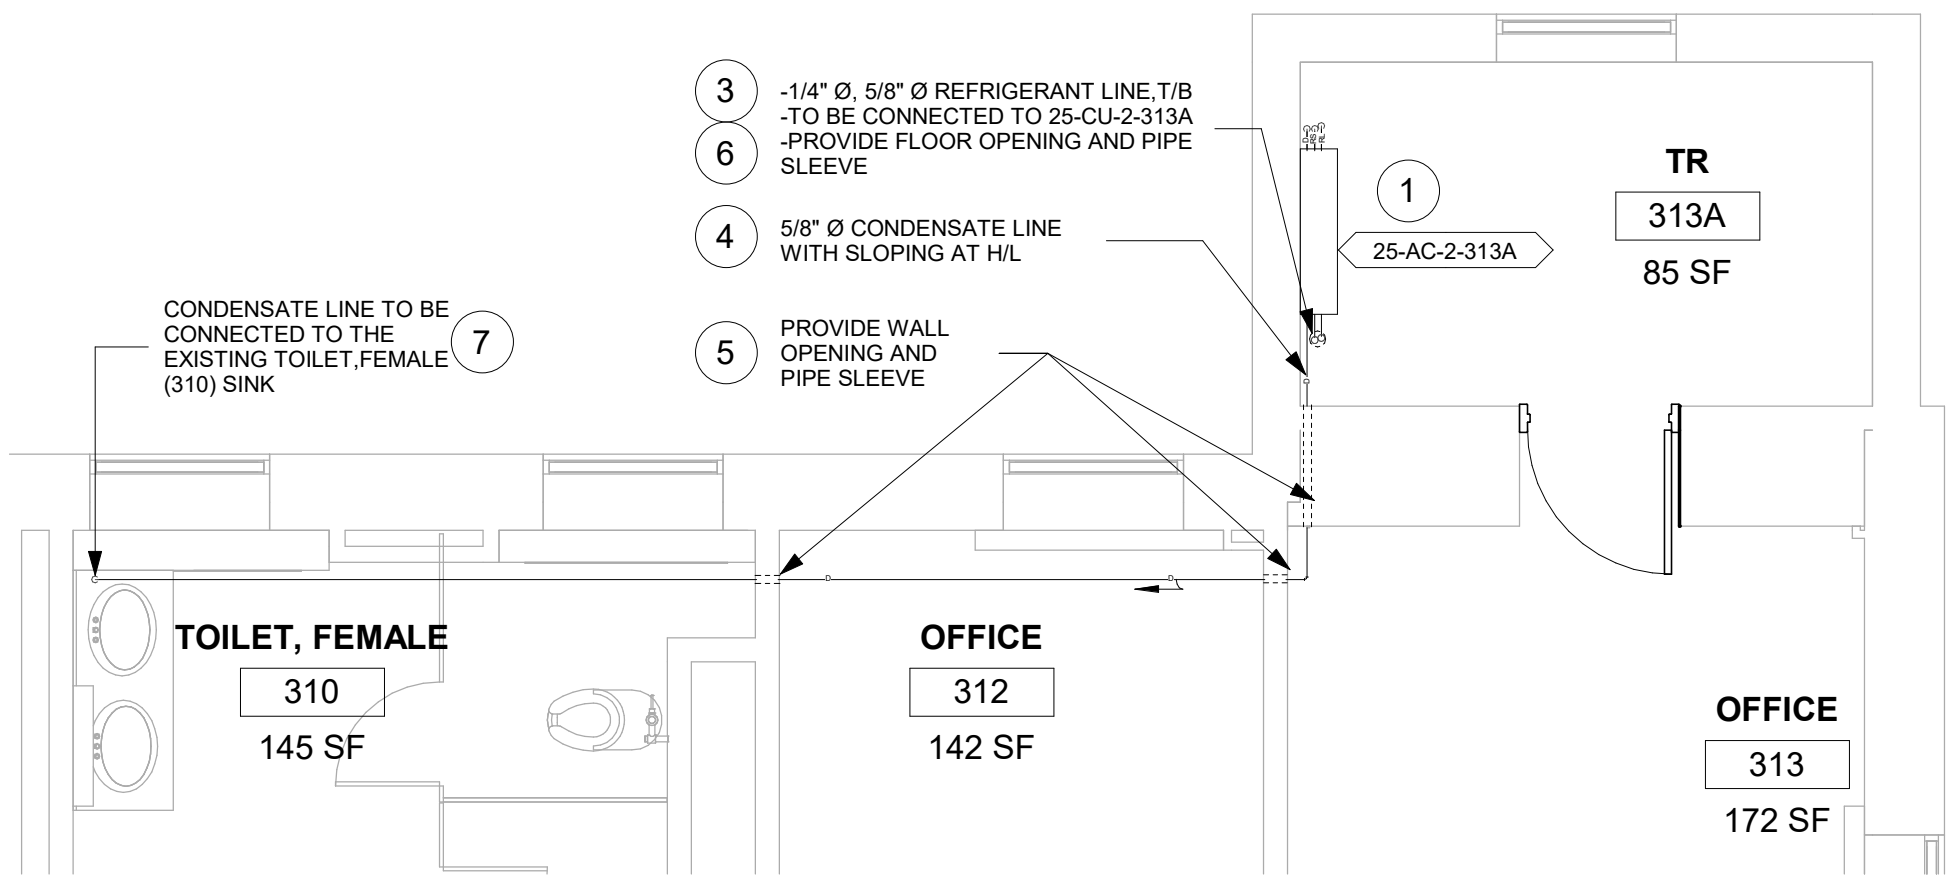 3
-1/4" Ø, 5/8" Ø REFRIGERANT LINE,T/B
-TO BE CONNECTED TO 25-CU-2-313A
6
-PROVIDE FLOOR OPENING AND PIPE
SLEEVE
4
5/8" Ø CONDENSATE LINE
WITH SLOPING AT H/L
5
PROVIDE WALL
OPENING AND
PIPE SLEEVE
CONDENSATE LINE TO BE
CONNECTED TO THE
EXISTING TOILET,FEMALE
(310) SINK
7
D
RS
RL
1
25-AC-2-313A
TR
313A
85 SF
D
D
D
TOILET, FEMALE
310
145 SF
OFFICE
312
142 SF
OFFICE
313
172 SF